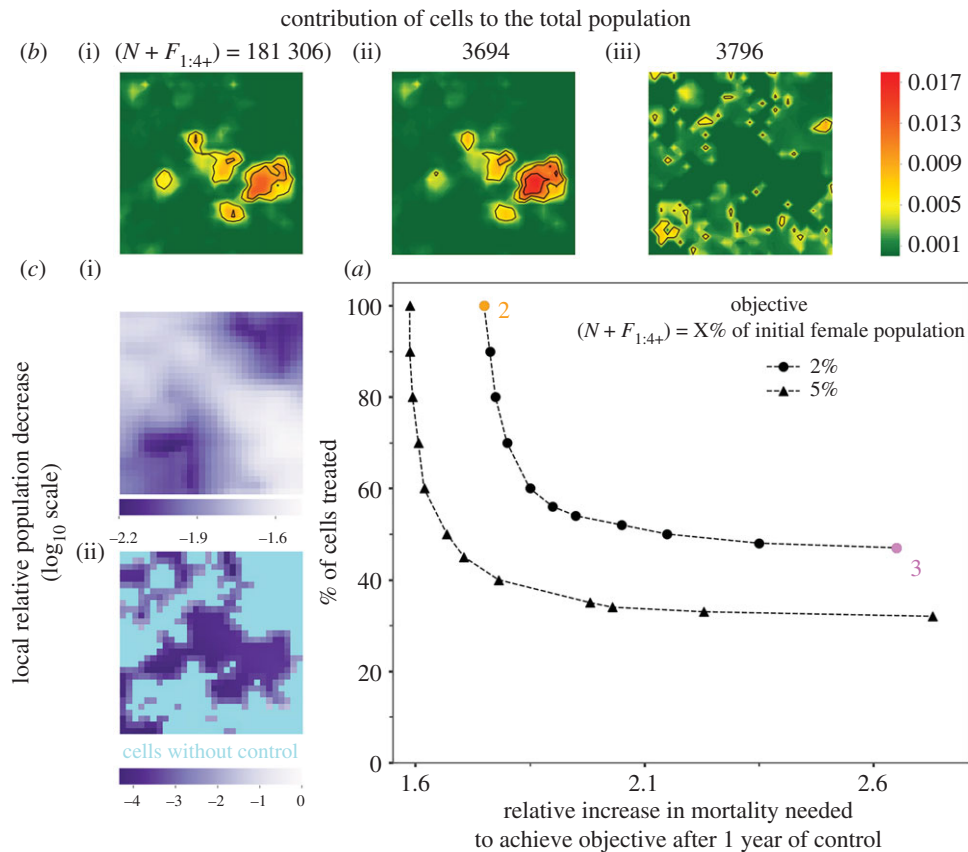 contribution of cells to the total population
(b) (i) (N + F1:4+) = 181 306) (ii) 3694 (iii) 3796
0.017
0.013
0.009
0.005
0.001
(c) (i) (a)
local relative population decrease
(log10 scale)
−2.2 −1.9 −1.6
(ii)
cells without control
−4 −3 −2 −1 0
% of cells treated
100
80
60
40
20
0
2
objective
(N + F1:4+) = X% of initial female population
2%
5%
3
1.6 2.1 2.6
relative increase in mortality needed
to achieve objective after 1 year of control